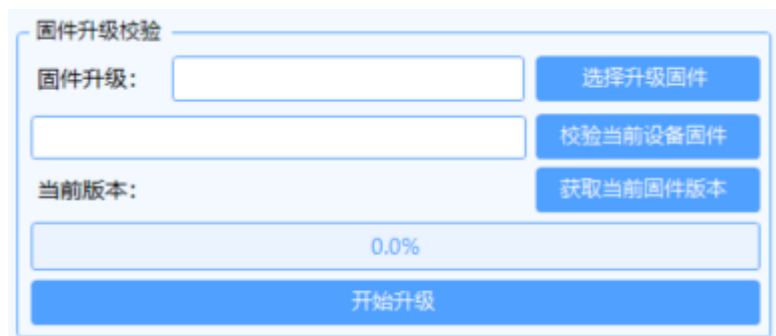 固件升级校验
固件升级： 选择升级固件
校验当前设备固件
当前版本： 获取当前固件版本
0.0%
开始升级